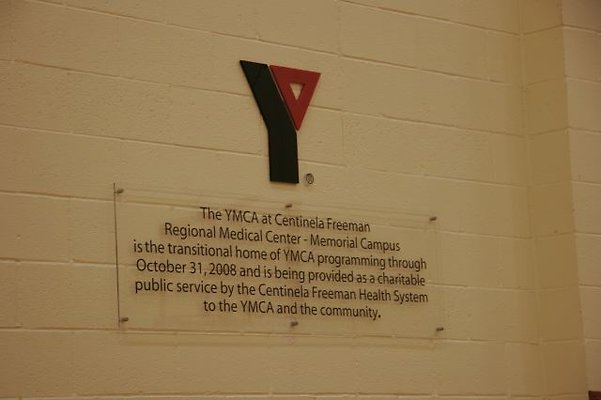 Y®
The YMCA at Centinela Freeman
Regional Medical Center - Memorial Campus
is the transitional home of YMCA programming through
October 31, 2008 and is being provided as a charitable
public service by the Centinela Freeman Health System
to the YMCA and the community.